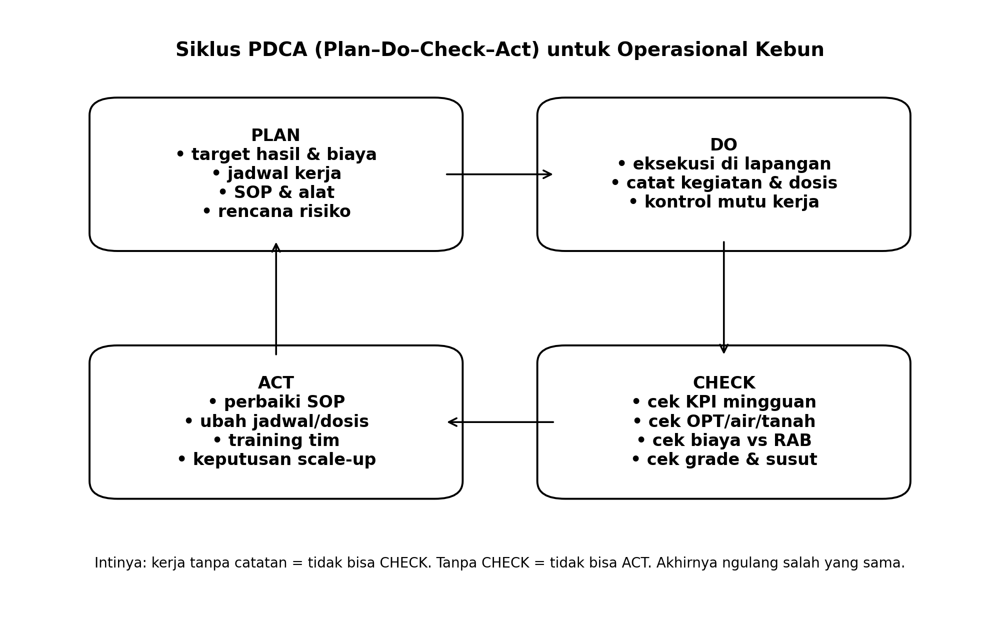 Siklus PDCA (Plan–Do–Check–Act) untuk Operasional Kebun
PLAN
• target hasil & biaya
• jadwal kerja
• SOP & alat
• rencana risiko
DO
• eksekusi di lapangan
• catat kegiatan & dosis
• kontrol mutu kerja
ACT
• perbaiki SOP
• ubah jadwal/dosis
• training tim
• keputusan scale-up
CHECK
• cek KPI mingguan
• cek OPT/air/tanah
• cek biaya vs RAB
• cek grade & susut
Intinya: kerja tanpa catatan = tidak bisa CHECK. Tanpa CHECK = tidak bisa ACT. Akhirnya ngulang salah yang sama.